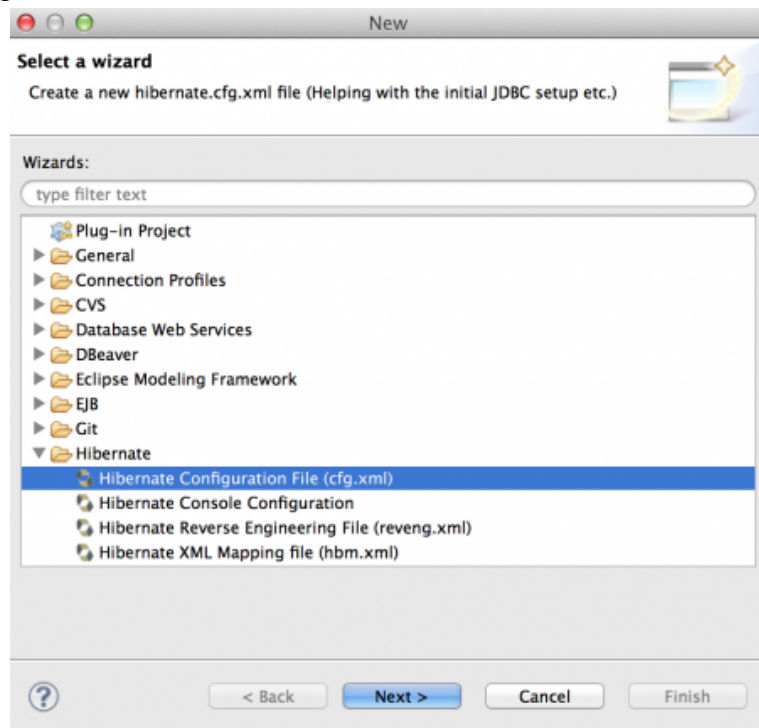 New
Select a wizard
Create a new hibernate.cfg.xml file (Helping with the initial JDBC setup etc.)
Wizards:
type filter text
Plug-in Project
General
Connection Profiles
CVS
Database Web Services
DBeaver
Eclipse Modeling Framework
EJB
Git
Hibernate
Hibernate Configuration File (cfg.xml)
Hibernate Console Configuration
Hibernate Reverse Engineering File (reveng.xml)
Hibernate XML Mapping file (hbm.xml)
? < Back Next > Cancel Finish